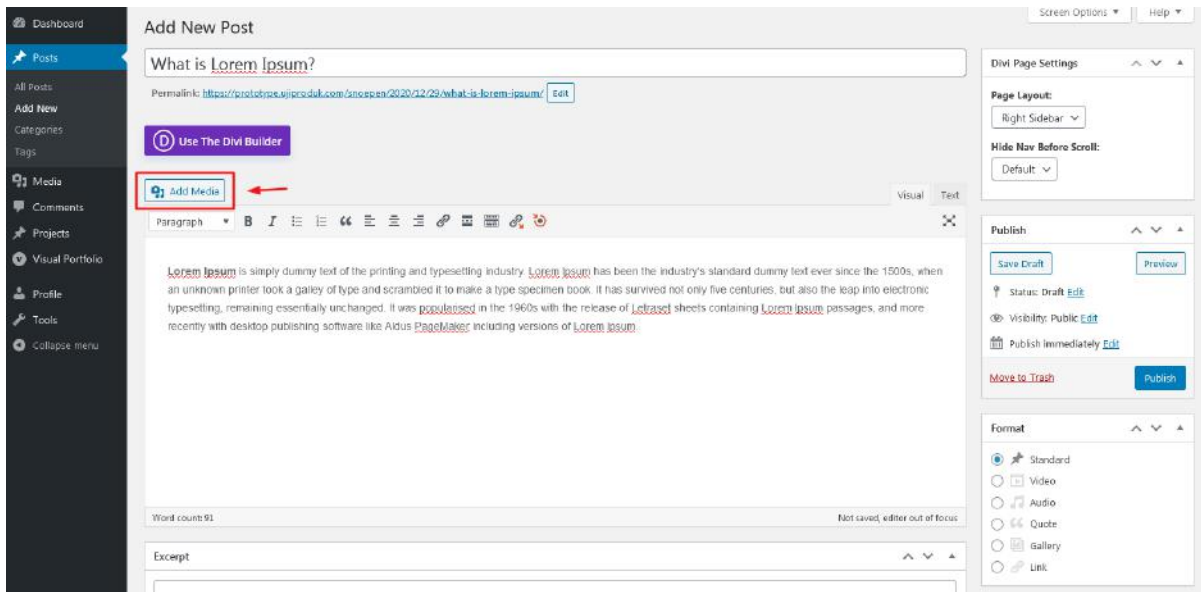 Screen Options
Help
Dashboard
Posts
All Posts
Add New
Categories
Tags
Media
Comments
Projects
Visual Portfolio
Profile
Tools
Collapse menu
Add New Post
What is Lorem Ipsum?
Permalink: https://prototype.ujiproduk.com/snoepen/2020/12/29/what-is-lorem-ipsum/ Edit
D Use The Divi Builder
Add Media
Visual Text
Paragraph B I
Lorem Ipsum is simply dummy text of the printing and typesetting industry. Lorem Ipsum has been the industry's standard dummy text ever since the 1500s, when
an unknown printer took a galley of type and scrambled it to make a type specimen book. It has survived not only five centuries, but also the leap into electronic
typesetting, remaining essentially unchanged. It was popularised in the 1960s with the release of Letraset sheets containing Lorem Ipsum passages, and more
recently with desktop publishing software like Aldus PageMaker including versions of Lorem Ipsum
Word count: 91
Not saved, editor out of focus
Excerpt
Divi Page Settings
Page Layout:
Right Sidebar
Hide Nav Before Scroll:
Default
Publish
Save Draft
Preview
Status: Draft Edit
Visibility: Public Edit
Publish immediately Edit
Move to Trash
Publish
Format
Standard
Video
Audio
Quote
Gallery
Link